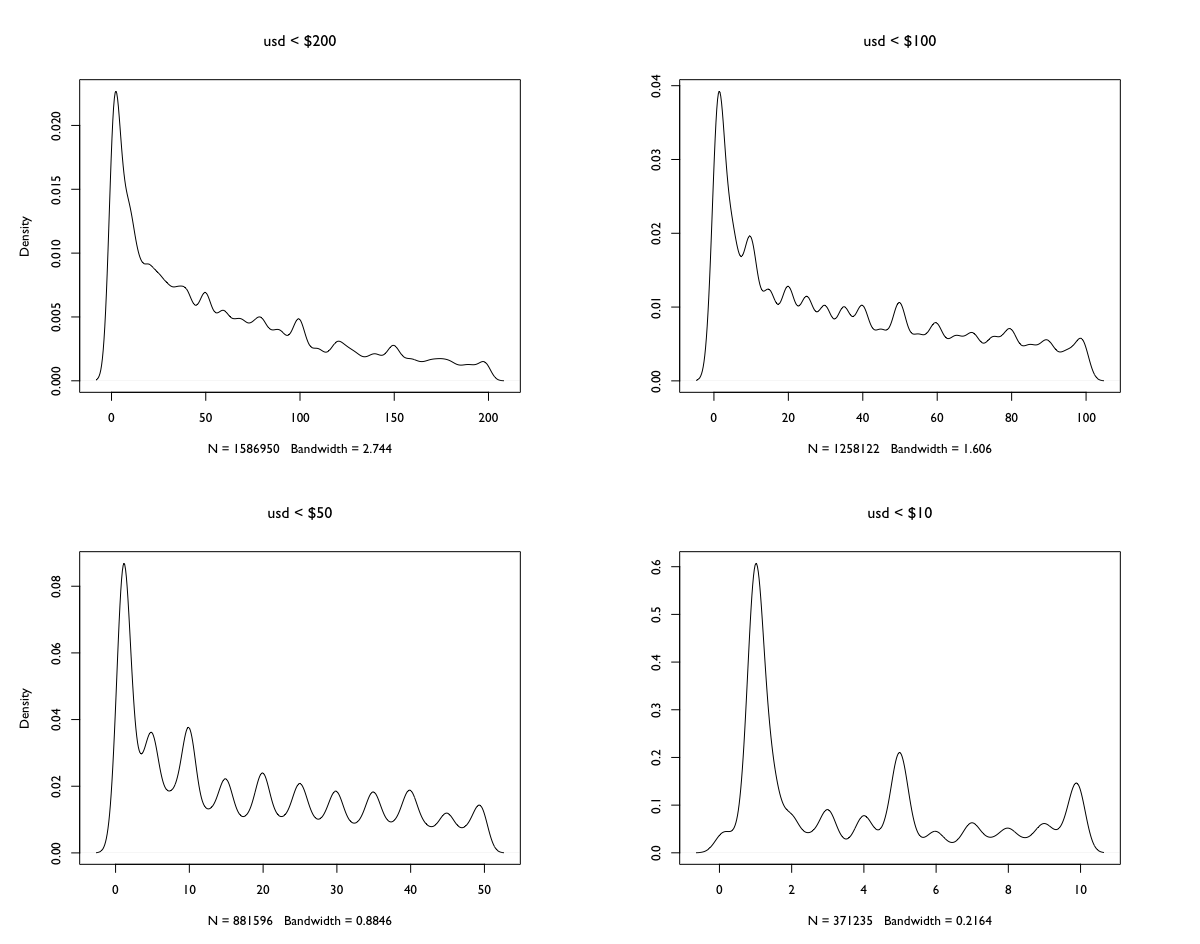 usd < $200
Density
0.000 0.005 0.010 0.015 0.020
0 50 100 150 200
N = 1586950 Bandwidth = 2.744
usd < $100
0.00 0.01 0.02 0.03 0.04
0 20 40 60 80 100
N = 1258122 Bandwidth = 1.606
usd < $50
Density
0.00 0.02 0.04 0.06 0.08
0 10 20 30 40 50
N = 881596 Bandwidth = 0.8846
usd < $10
0.0 0.1 0.2 0.3 0.4 0.5 0.6
0 2 4 6 8 10
N = 371235 Bandwidth = 0.2164